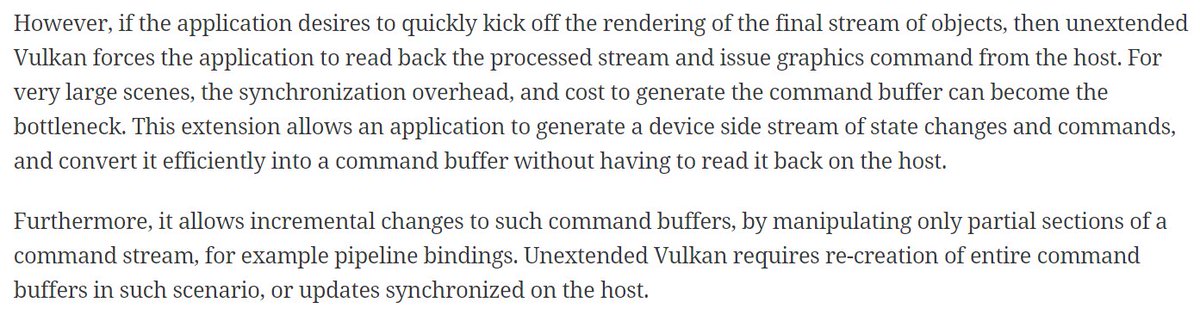 However, if the application desires to quickly kick off the rendering of the final stream of objects, then unextended
Vulkan forces the application to read back the processed stream and issue graphics command from the host. For
very large scenes, the synchronization overhead, and cost to generate the command buffer can become the
bottleneck. This extension allows an application to generate a device side stream of state changes and commands,
and convert it efficiently into a command buffer without having to read it back on the host.
Furthermore, it allows incremental changes to such command buffers, by manipulating only partial sections of a
command stream, for example pipeline bindings. Unextended Vulkan requires re-creation of entire command
buffers in such scenario, or updates synchronized on the host.